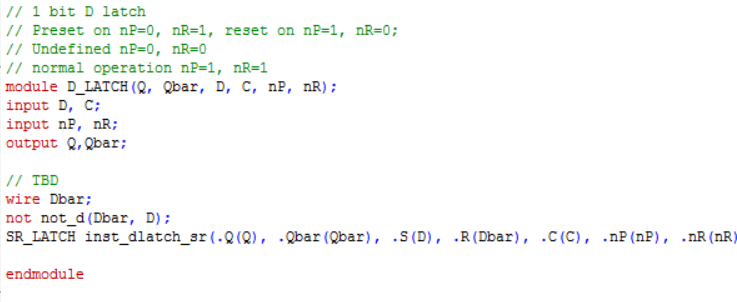 // 1 bit D latch
// Preset on nP=0, nR=1, reset on nP=1, nR=0;
// Undefined nP=0, nR=0
// normal operation nP=1, nR=1
module D_LATCH(Q, Qbar, D, C, nP, nR);
input D, C;
input nP, nR;
output Q,Qbar;
// TBD
wire Dbar;
not not_d(Dbar, D);
SR_LATCH inst_dlatch_sr(.Q(Q), .Qbar(Qbar), .S(D), .R(Dbar), .C(C), .nP(nP), .nR(nR)
endmodule